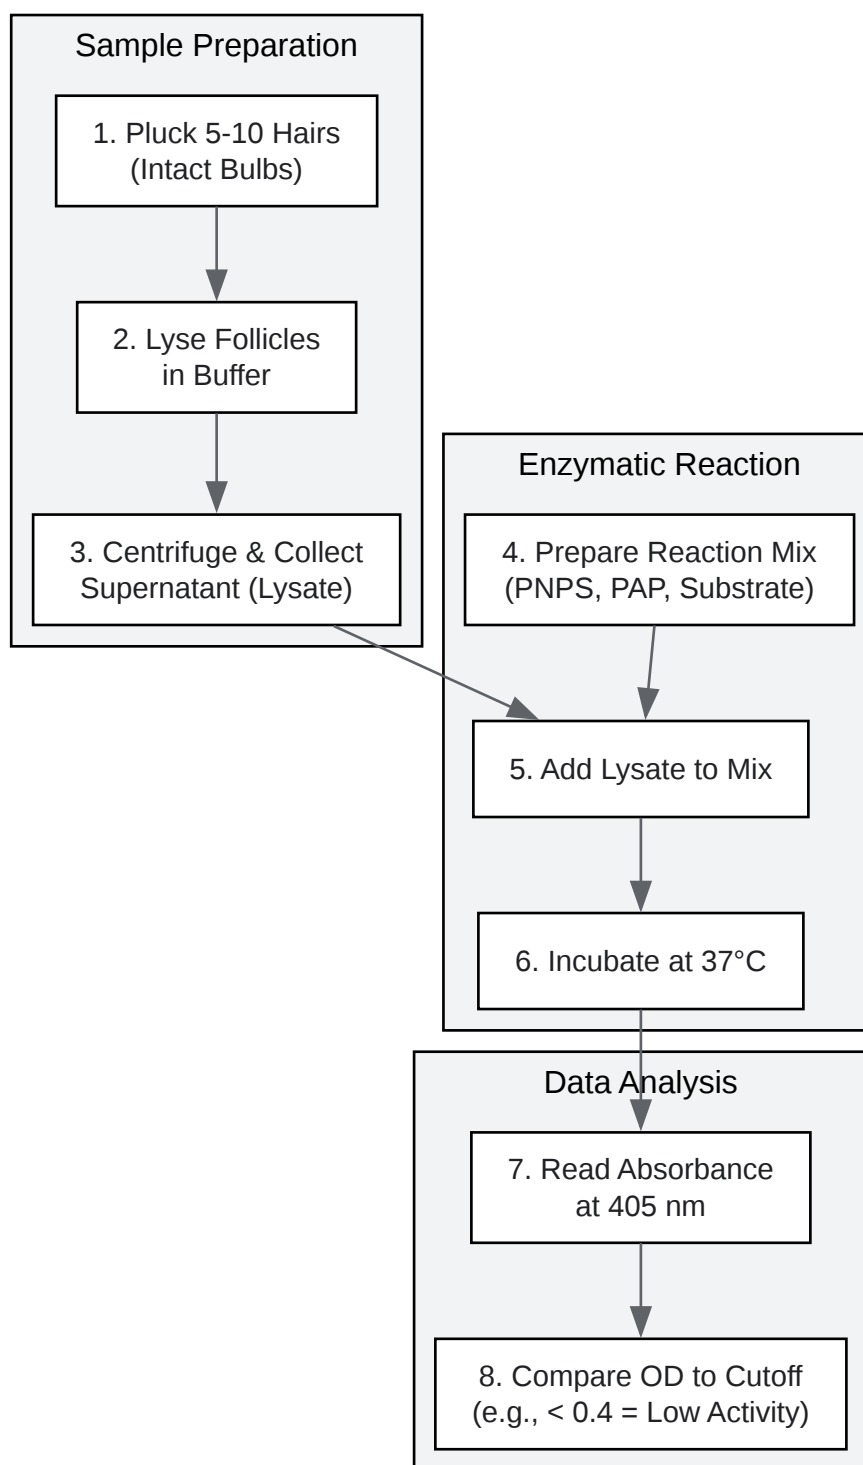 Sample Preparation
1. Pluck 5-10 Hairs
(Intact Bulbs)
2. Lyse Follicles
in Buffer
3. Centrifuge & Collect
Supernatant (Lysate)
Enzymatic Reaction
4. Prepare Reaction Mix
(PNPS, PAP, Substrate)
5. Add Lysate to Mix
6. Incubate at 37°C
Data Analysis
7. Read Absorbance
at 405 nm
8. Compare OD to Cutoff
(e.g., < 0.4 = Low Activity)